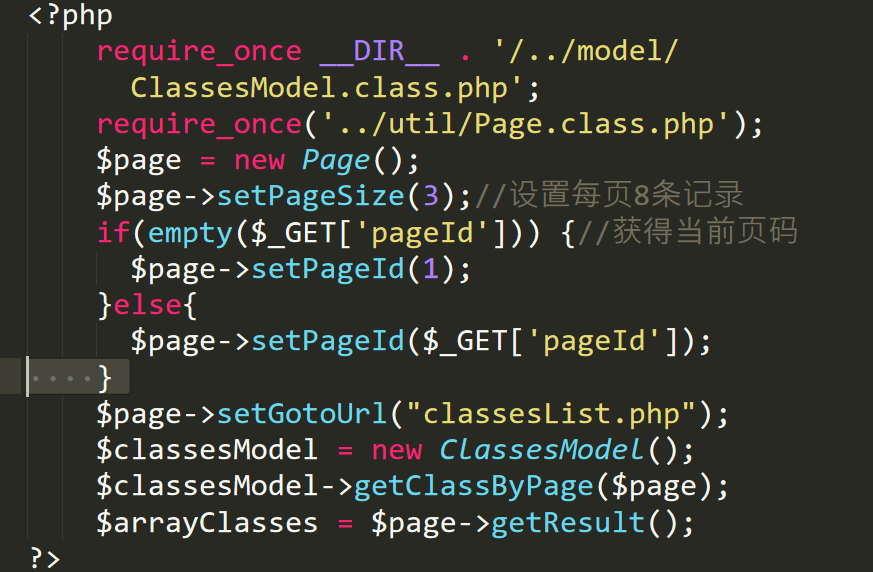 <?php
require_once __DIR__ . '/../model/
ClassesModel.class.php';
require_once('../util/Page.class.php');
$page = new Page();
$page->setPageSize(3);//设置每页8条记录
if(empty($_GET['pageId'])) {//获得当前页码
$page->setPageId(1);
}else{
$page->setPageId($_GET['pageId']);
}
$page->setGotoUrl("classesList.php");
$classesModel = new ClassesModel();
$classesModel->getClassByPage($page);
$arrayClasses = $page->getResult();
?>